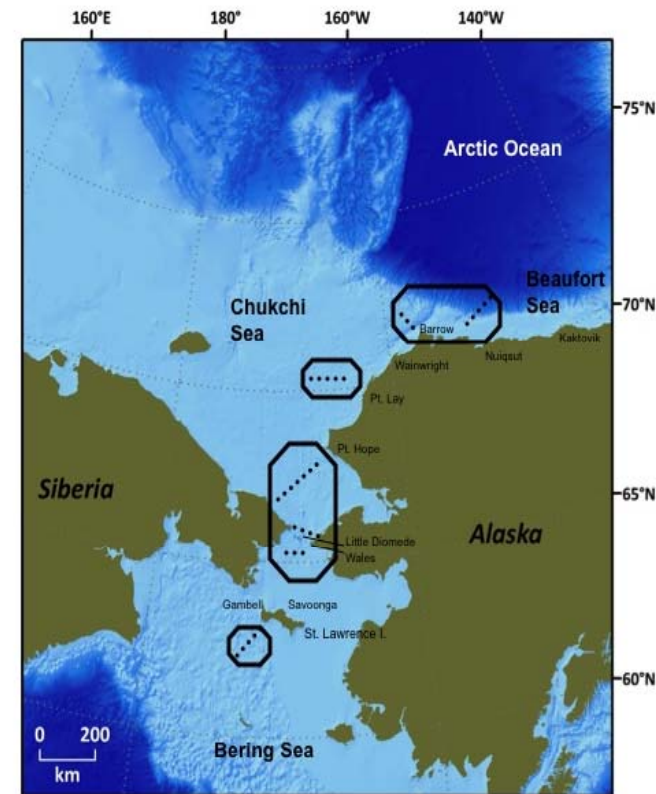 160°E 180° 160°W 140°W
75°N
Arctic Ocean
Beaufort
Sea
70°N
Chukchi
Sea
Barrow
Kaktovik
Nuiqsut
Wainwright
Pt. Lay
Pt. Hope
Siberia
65°N
Alaska
Little Diomede
Wales
Gambell Savoonga
St. Lawrence I.
60°N
0 200
km
Bering Sea